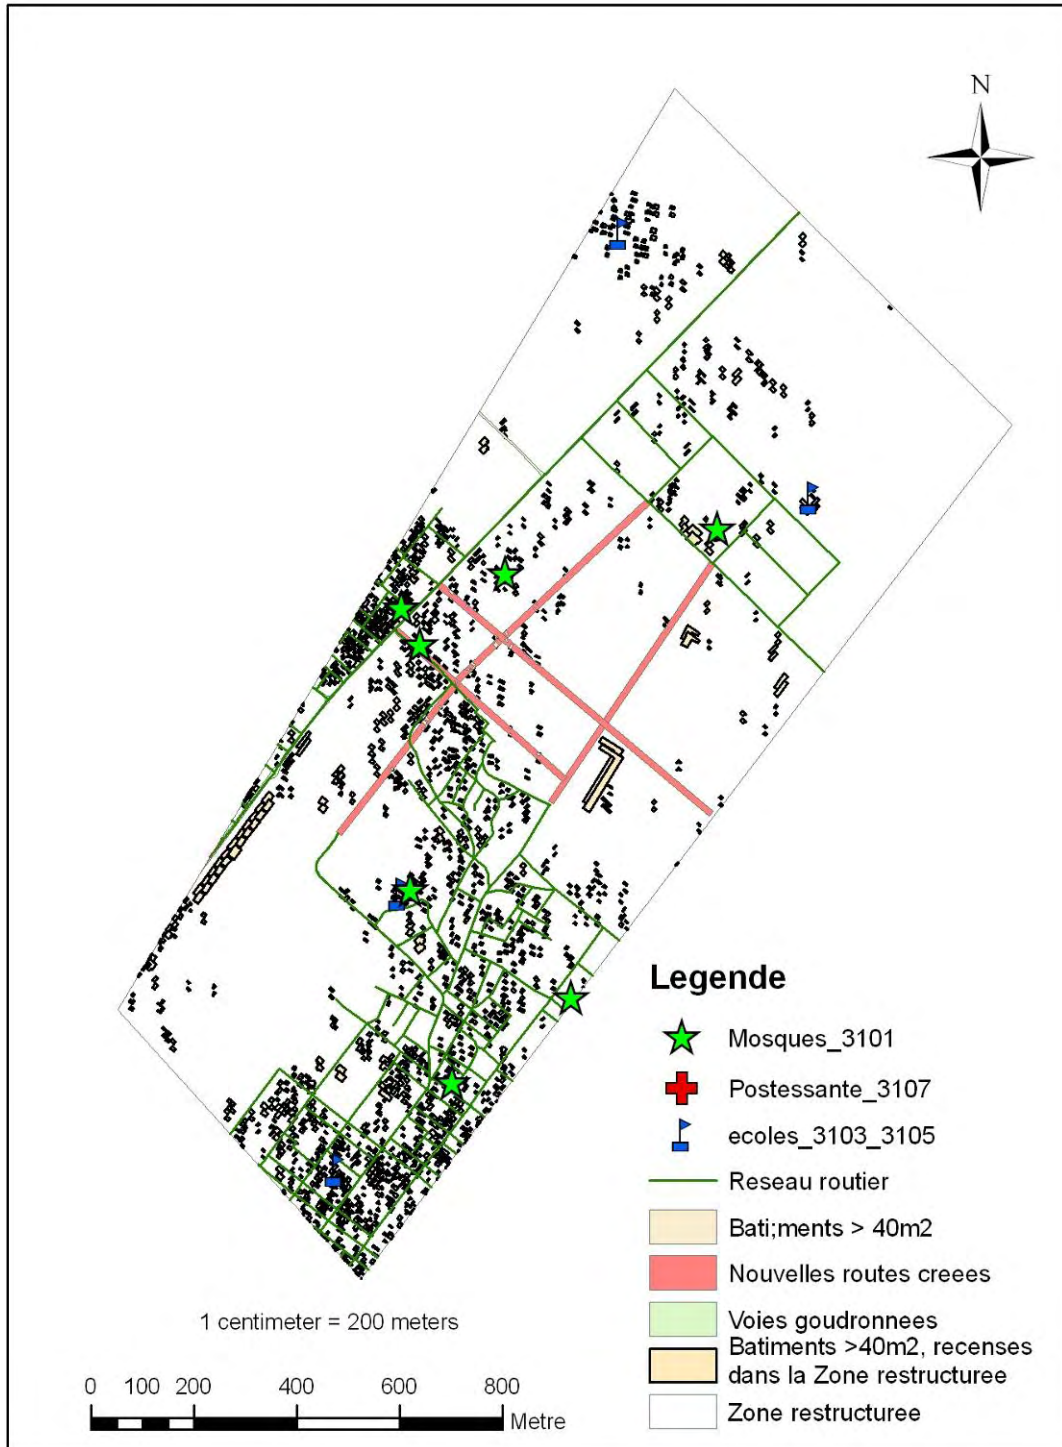 N
Legende
Mosques_3101
Postessante_3107
ecoles_3103_3105
Reseau routier
Bati;ments > 40m2
Nouvelles routes creees
Voies goudronnees
Batiments >40m2, recenses
dans la Zone restructuree
Zone restructuree
1 centimeter = 200 meters
0 100 200 400 600 800
Metre